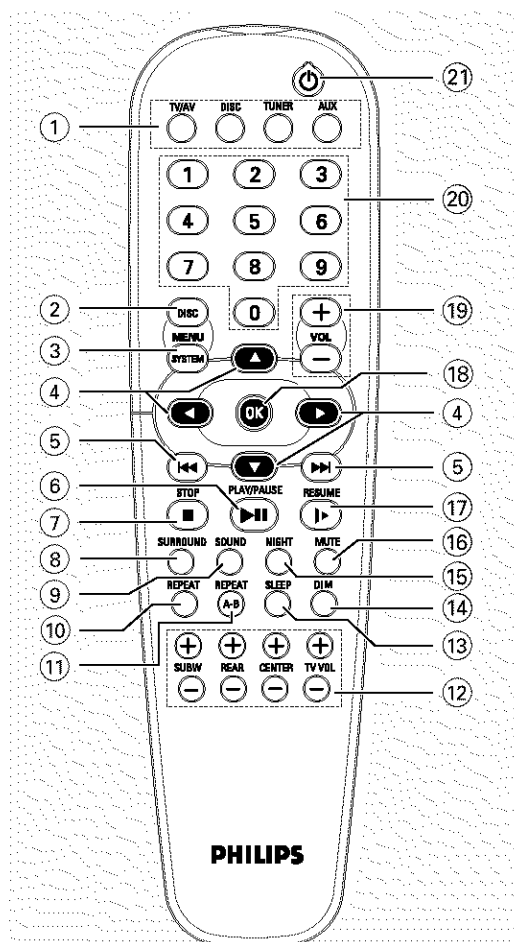 21
TV/AV DISC TUNER AUX
1
1 2 3
20
4 5 6
7 8 9
2 DISC 0 + 19
MENU VOL
3 SYSTEM −
4 18
OK
4
5 5
6 PLAY/PAUSE
STOP RESUME
7 17
SURROUND SOUND NIGHT MUTE 16
8
9 15
REPEAT REPEAT SLEEP DIM
10 A-B 14
11 13
+ + + +
SUBW REAR CENTER TV VOL
− − − − 12
PHILIPS